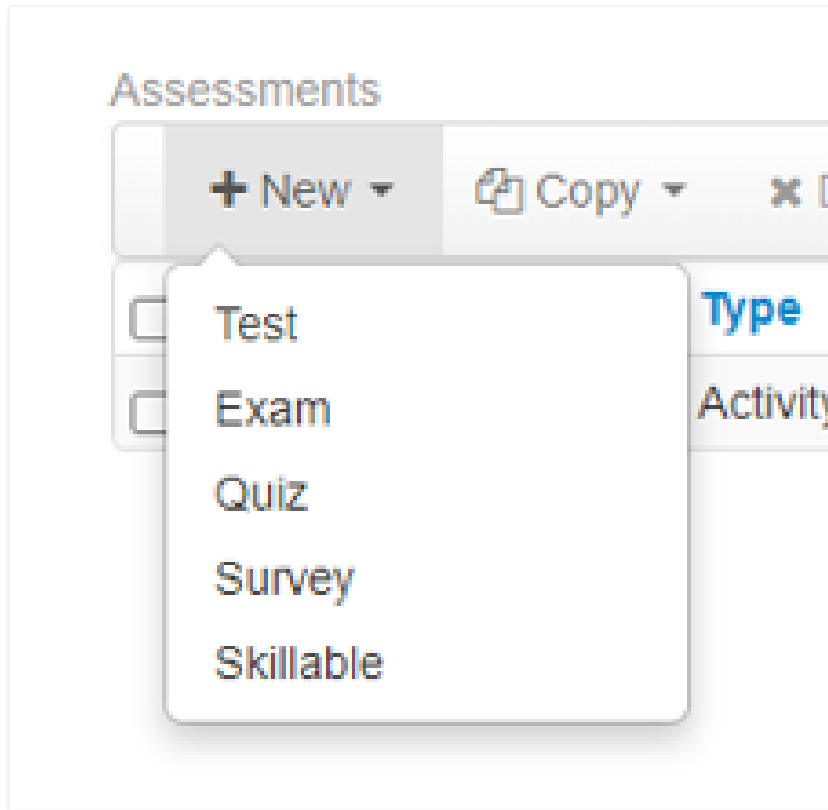 Assessments
New Copy
Type
Test
Activity
Exam
Quiz
Survey
Skillable